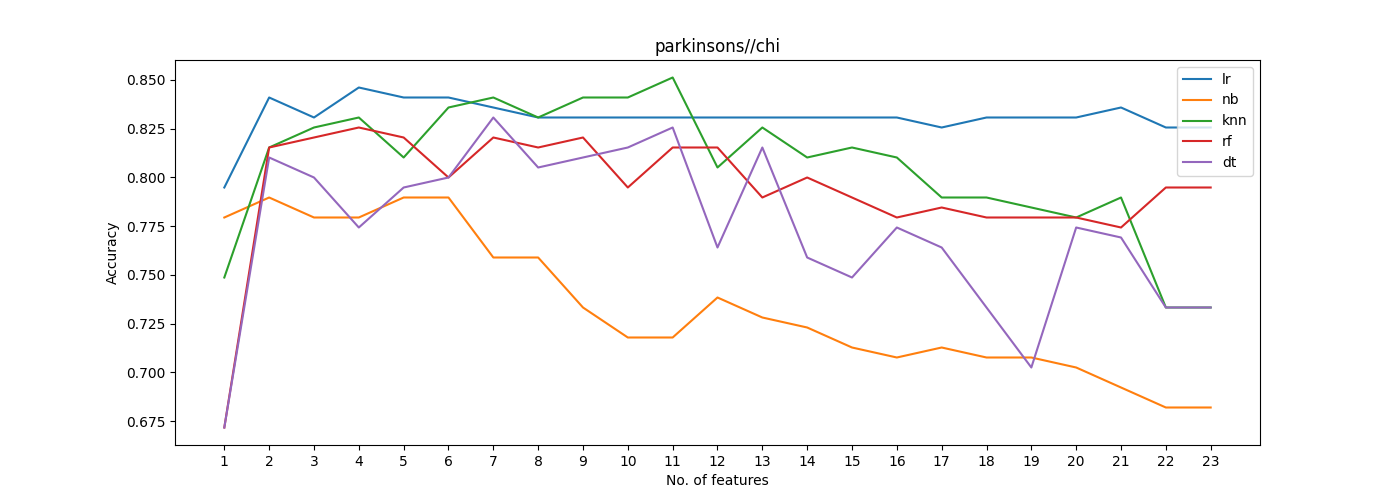 parkinsons//chi
0.850
0.825
0.800
0.775
0.750
0.725
0.700
0.675
Accuracy
lr
nb
knn
rf
dt
1 2 3 4 5 6 7 8 9 10 11 12 13 14 15 16 17 18 19 20 21 22 23
No. of features